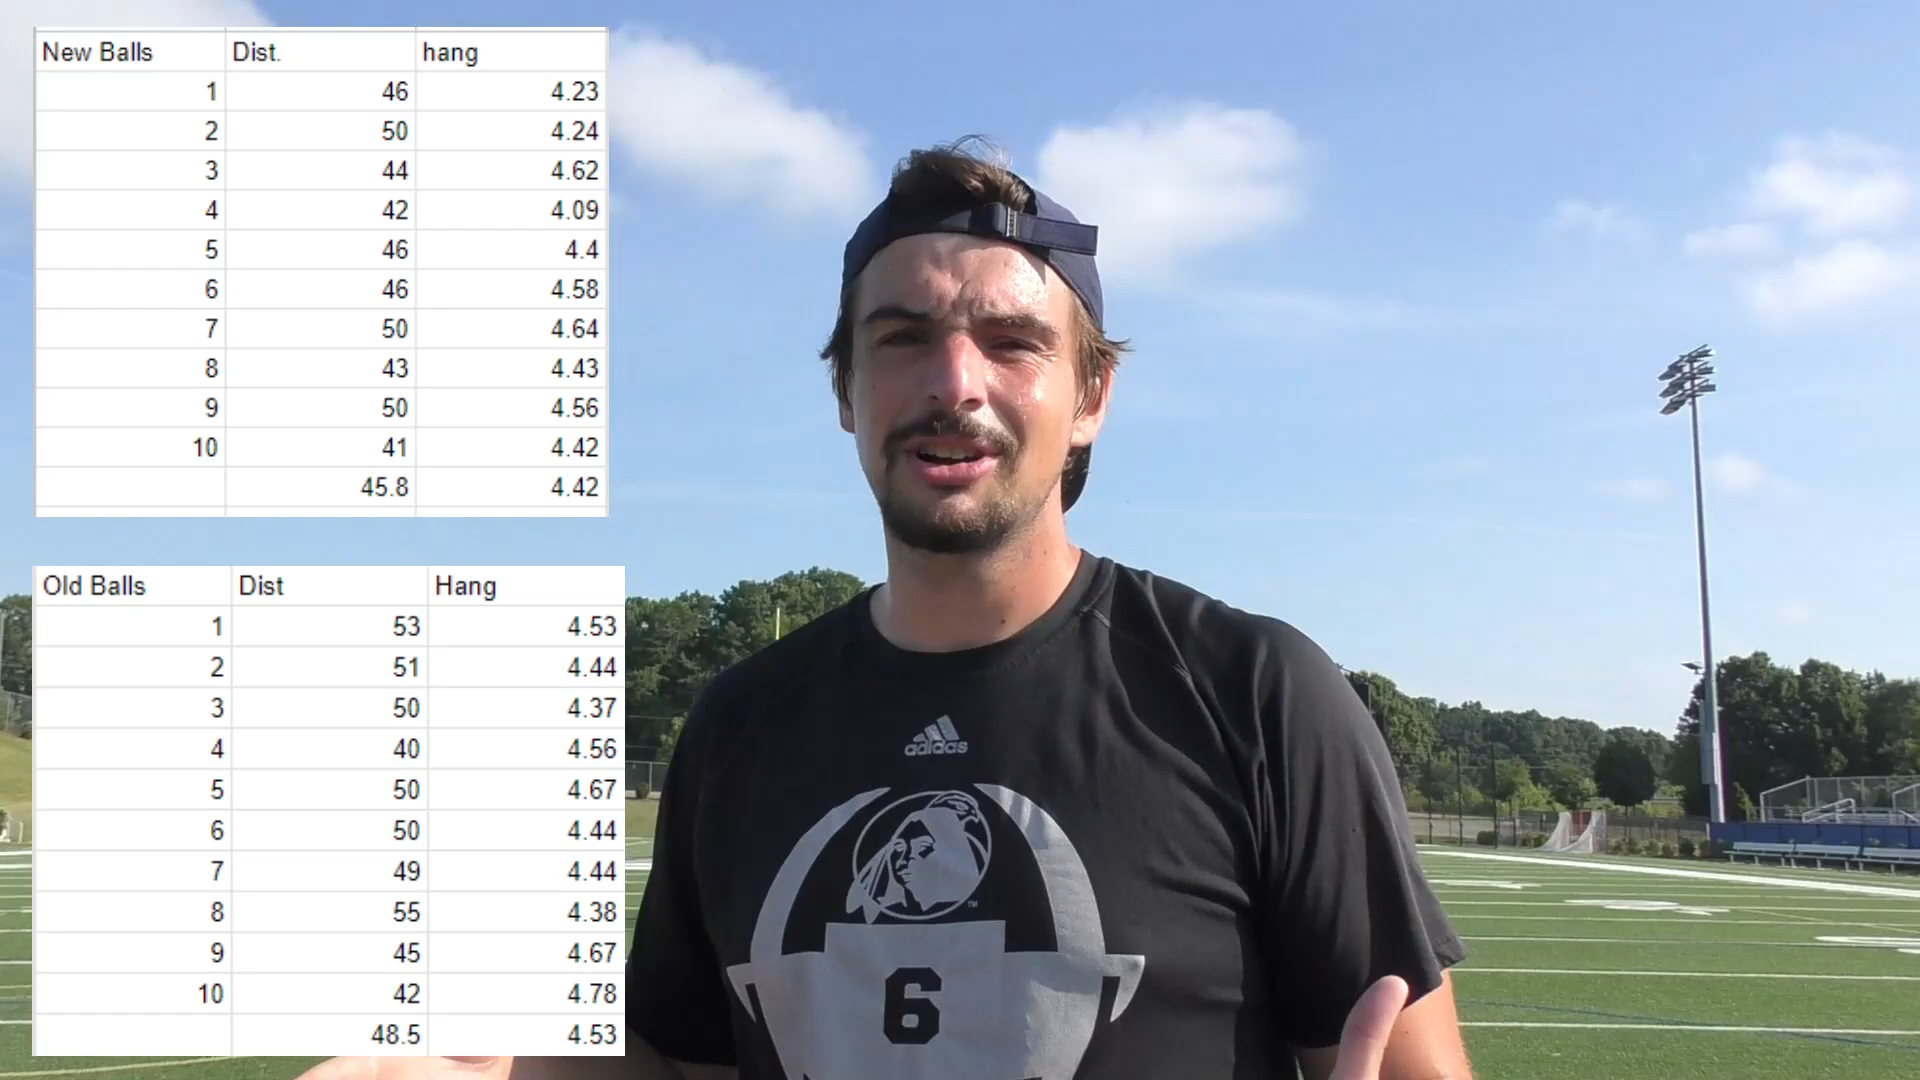 New Balls Dist. hang
1 46 4.23
2 50 4.24
3 44 4.62
4 42 4.09
5 46 4.4
6 46 4.58
7 50 4.64
8 43 4.43
9 50 4.56
10 41 4.42
45.8 4.42
Old Balls Dist Hang
1 53 4.53
2 51 4.44
3 50 4.37
4 40 4.56
5 50 4.67
6 50 4.44
7 49 4.44
8 55 4.38
9 45 4.67
10 42 4.78
48.5 4.53
adidas
TM
6